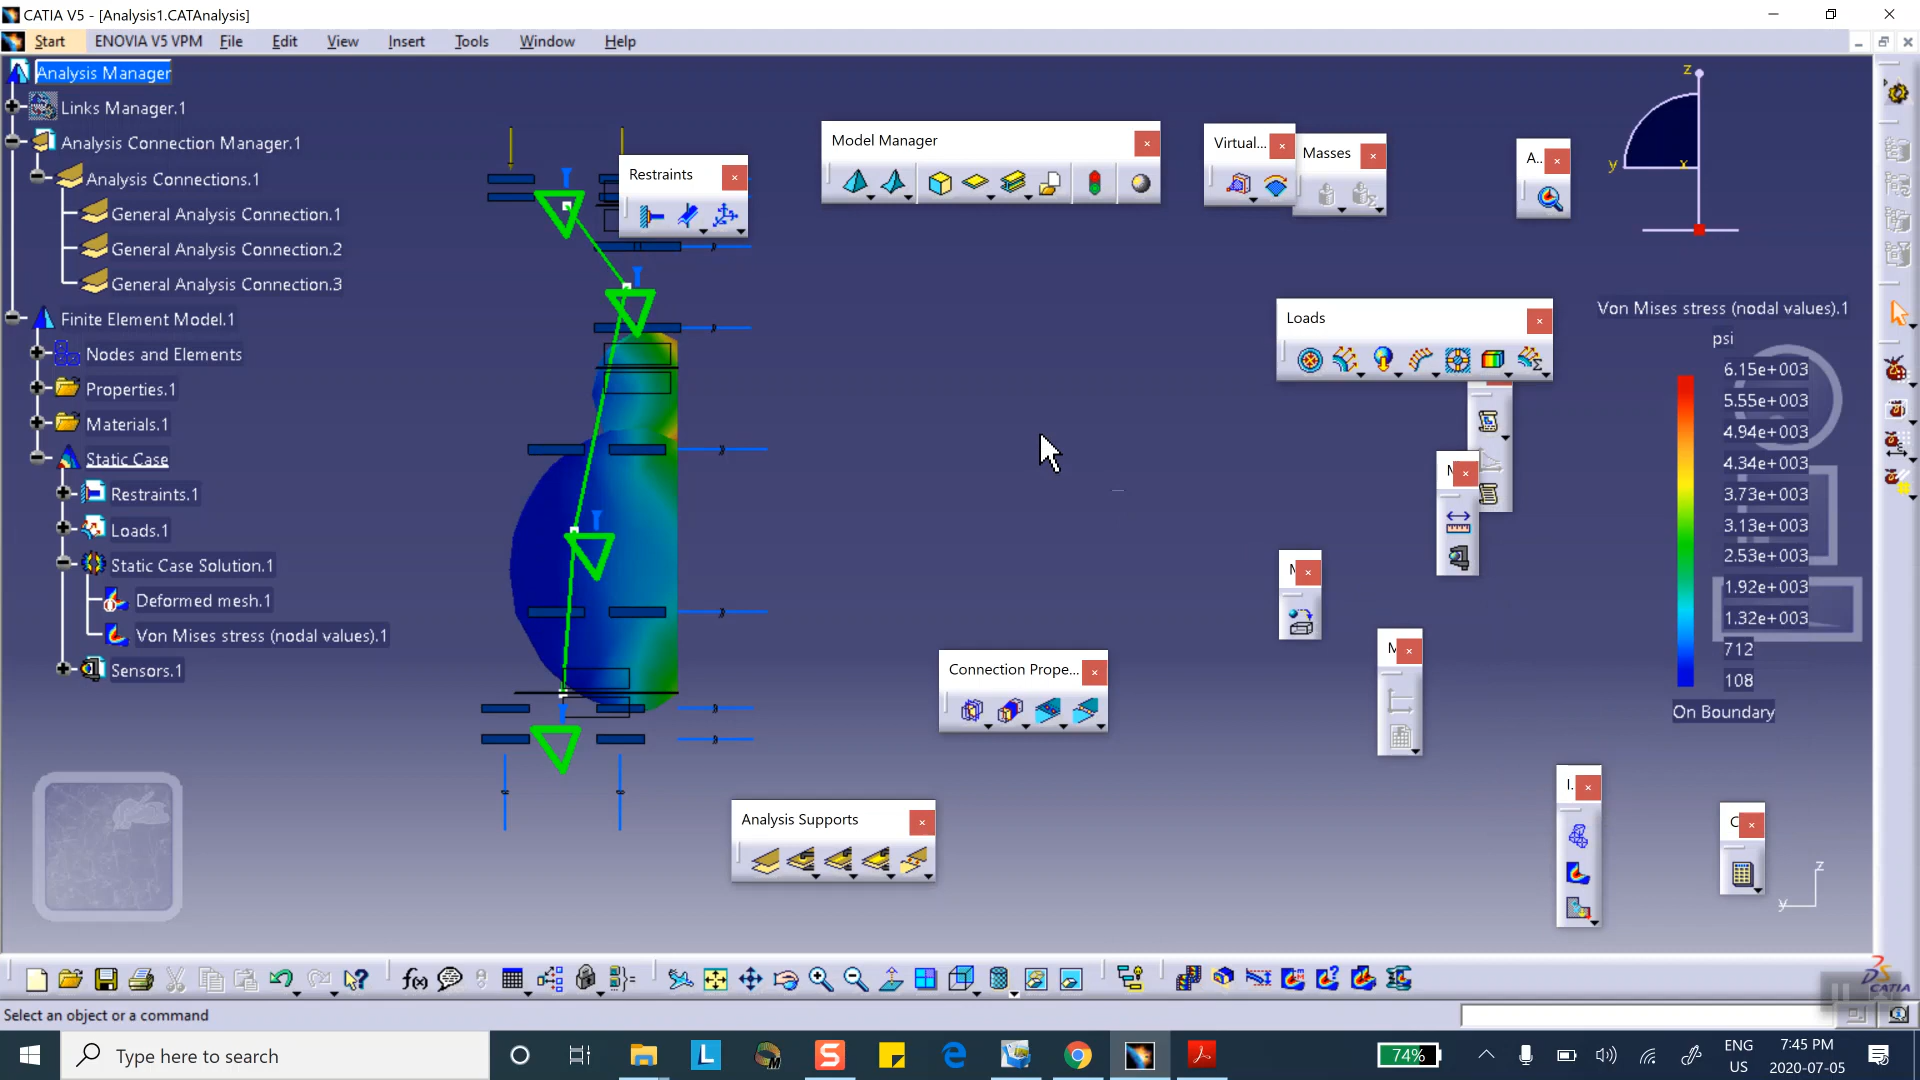 CATIA V5 - [Analysis1.CATAnalysis]
Start ENOVIA V5 VPM File Edit View Insert Tools Window Help
Analysis Manager
Links Manager.1
Analysis Connection Manager.1
Analysis Connections.1
General Analysis Connection.1
General Analysis Connection.2
General Analysis Connection.3
Finite Element Model.1
Nodes and Elements
Properties.1
Materials.1
Static Case
Restraints.1
Loads.1
Static Case Solution.1
Deformed mesh.1
Von Mises stress (nodal values).1
Sensors.1
Restraints
Model Manager
Virtual...
Masses
A..
z
y
x
Loads
Von Mises stress (nodal values).1
psi
6.15e+003
5.55e+003
4.94e+003
4.34e+003
3.73e+003
3.13e+003
2.53e+003
1.92e+003
1.32e+003
712
108
On Boundary
Connection Prope...
Analysis Supports
I.
z
y
CATIA
Select an object or a command
Type here to search
74%
ENG
US
7:45 PM
2020-07-05